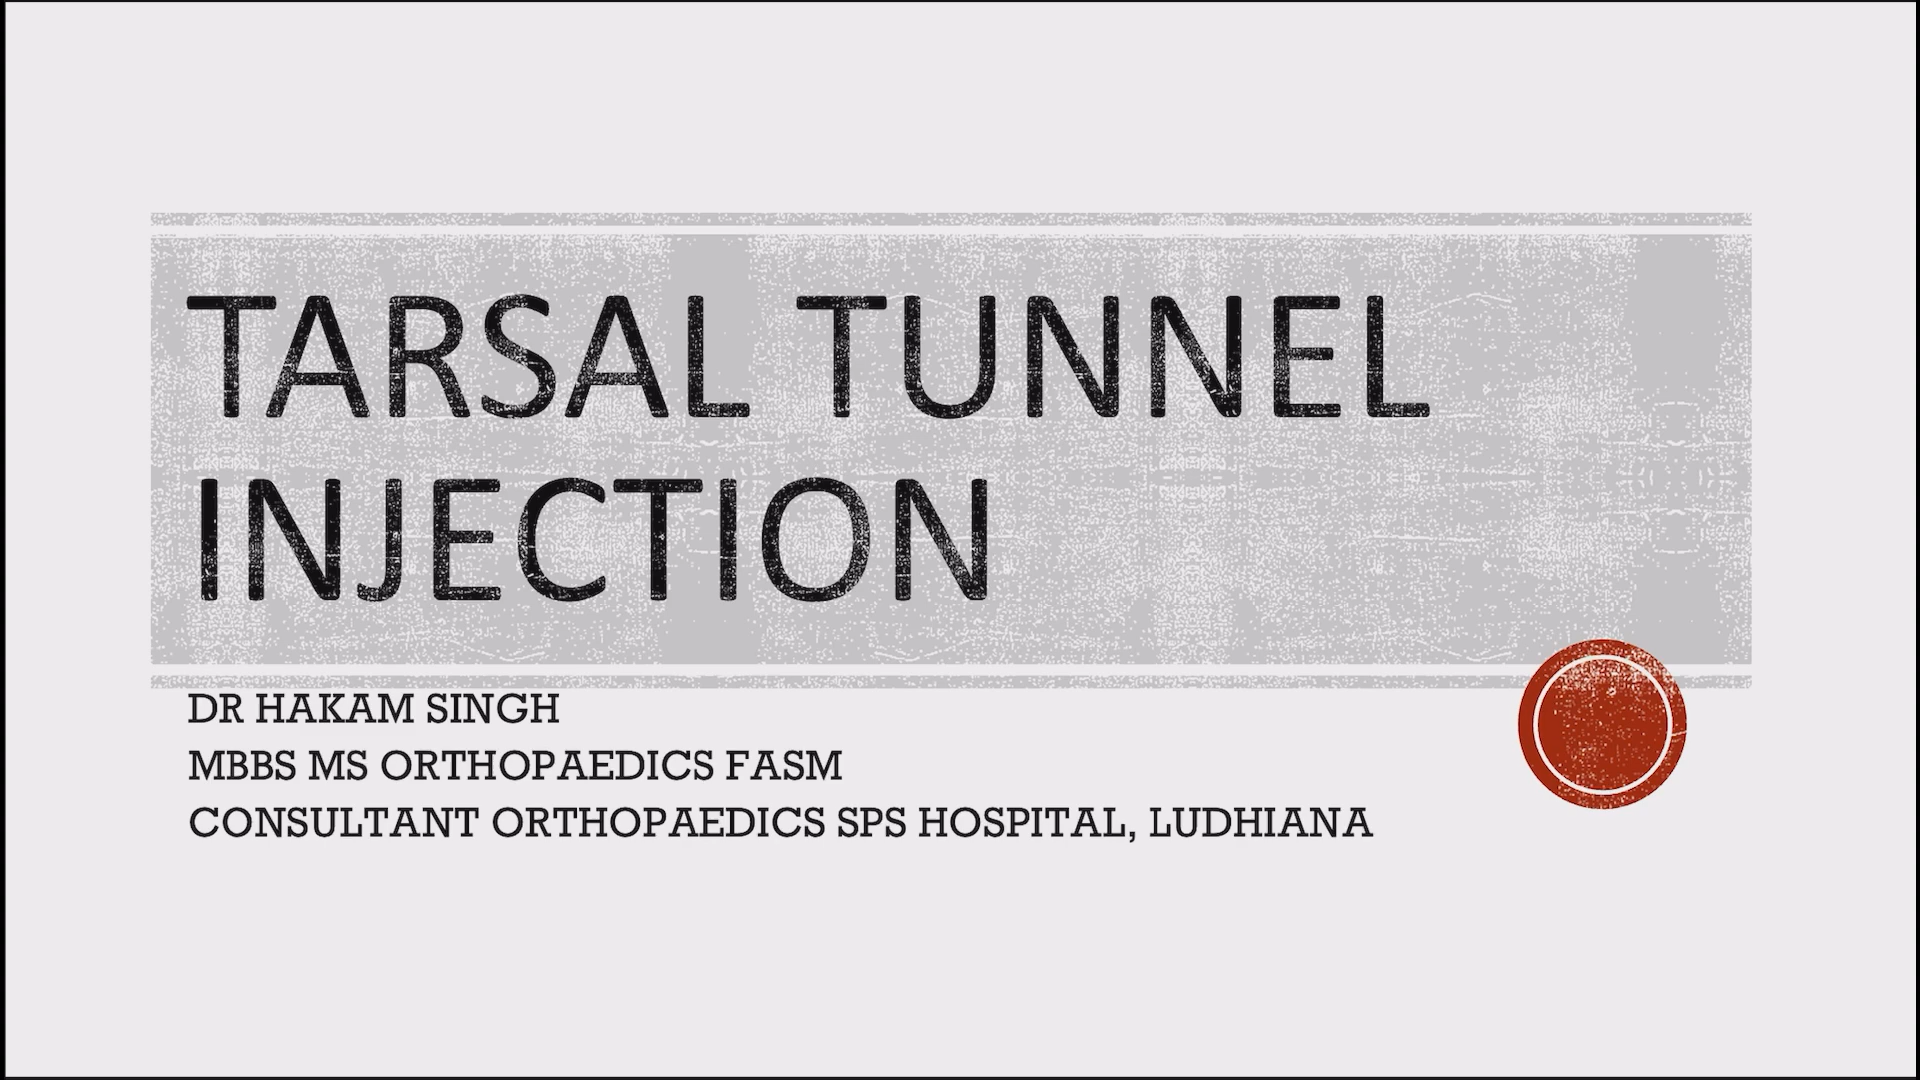 TARSAL TUNNEL
INJECTION
DR HAKAM SINGH
MBBS MS ORTHOPAEDICS FASM
CONSULTANT ORTHOPAEDICS SPS HOSPITAL, LUDHIANA